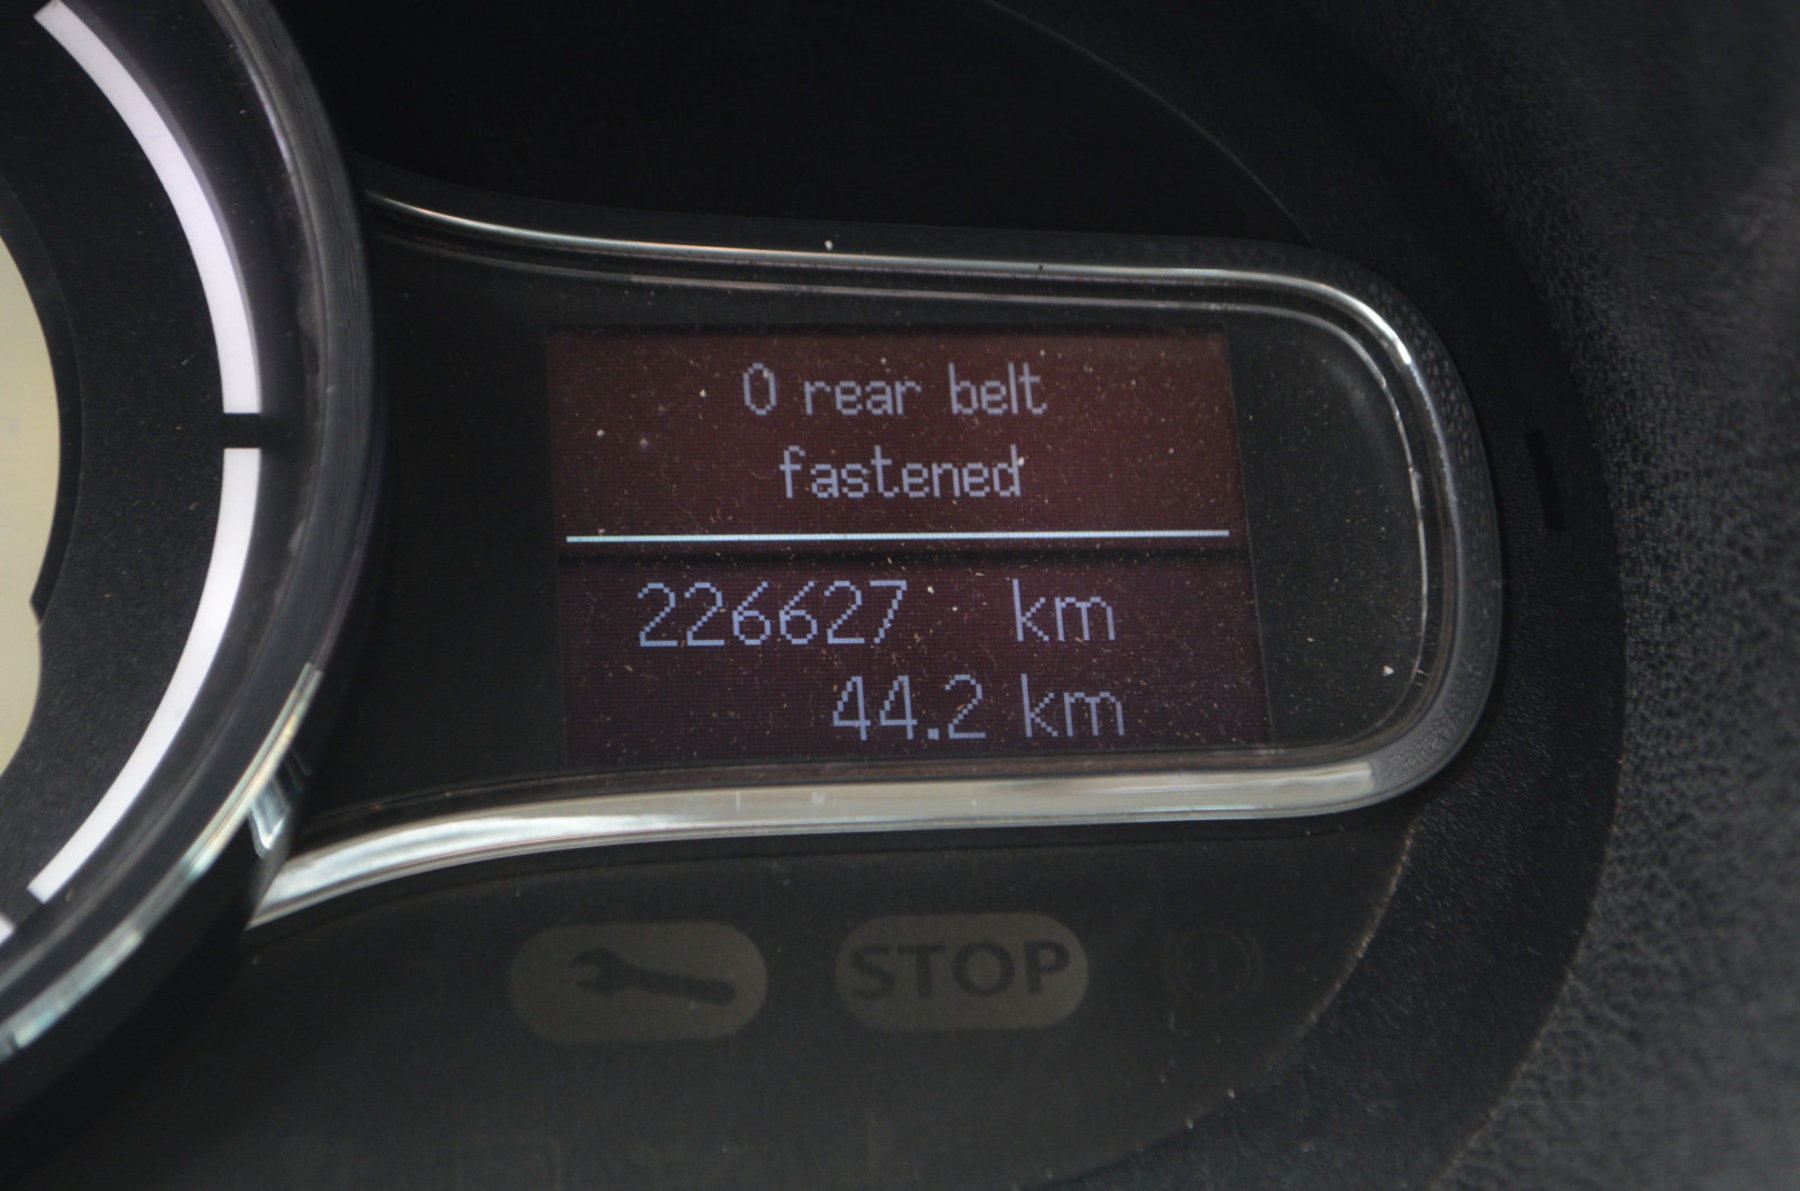 0 rear belt
fastened
226627 km
44.2 km
STOP